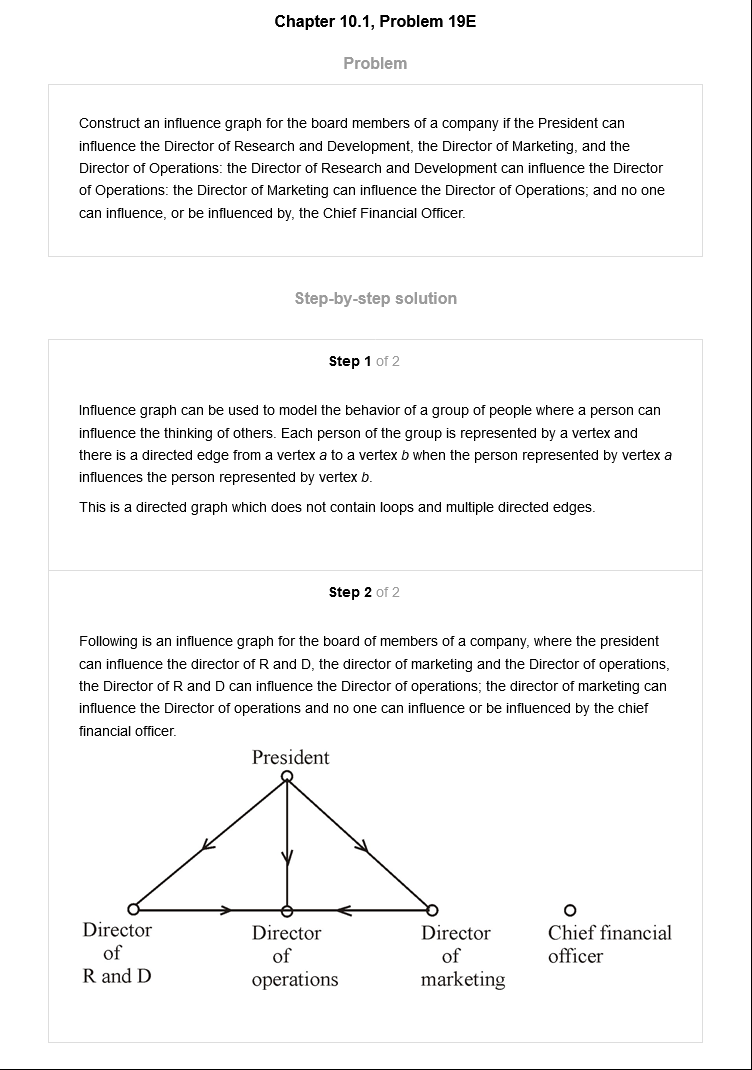 Chapter 10.1, Problem 19E
Problem
Construct an influence graph for the board members of a company if the President can
influence the Director of Research and Development, the Director of Marketing, and the
Director of Operations: the Director of Research and Development can influence the Director
of Operations: the Director of Marketing can influence the Director of Operations; and no one
can influence, or be influenced by, the Chief Financial Officer.
Step-by-step solution
Step 1 of 2
Influence graph can be used to model the behavior of a group of people where a person can
influence the thinking of others. Each person of the group is represented by a vertex and
there is a directed edge from a vertex a to a vertex b when the person represented by vertex a
influences the person represented by vertex b.
This is a directed graph which does not contain loops and multiple directed edges.
Step 2 of 2
Following is an influence graph for the board of members of a company, where the president
can influence the director of R and D, the director of marketing and the Director of operations,
the Director of R and D can influence the Director of operations; the director of marketing can
influence the Director of operations and no one can influence or be influenced by the chief
financial officer.
President
Director
of
R and D
Director
of
operations
Director
of
marketing
Chief financial
officer